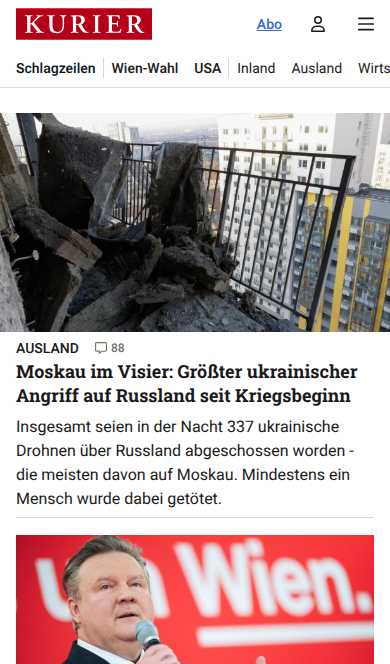 KURIER
Abo
Schlagzeilen Wien-Wahl USA Inland Ausland Wirts
AUSLAND 88
Moskau im Visier: Größter ukrainischer
Angriff auf Russland seit Kriegsbeginn
Insgesamt seien in der Nacht 337 ukrainische
Drohnen über Russland abgeschossen worden -
die meisten davon auf Moskau. Mindestens ein
Mensch wurde dabei getötet.
Wien.